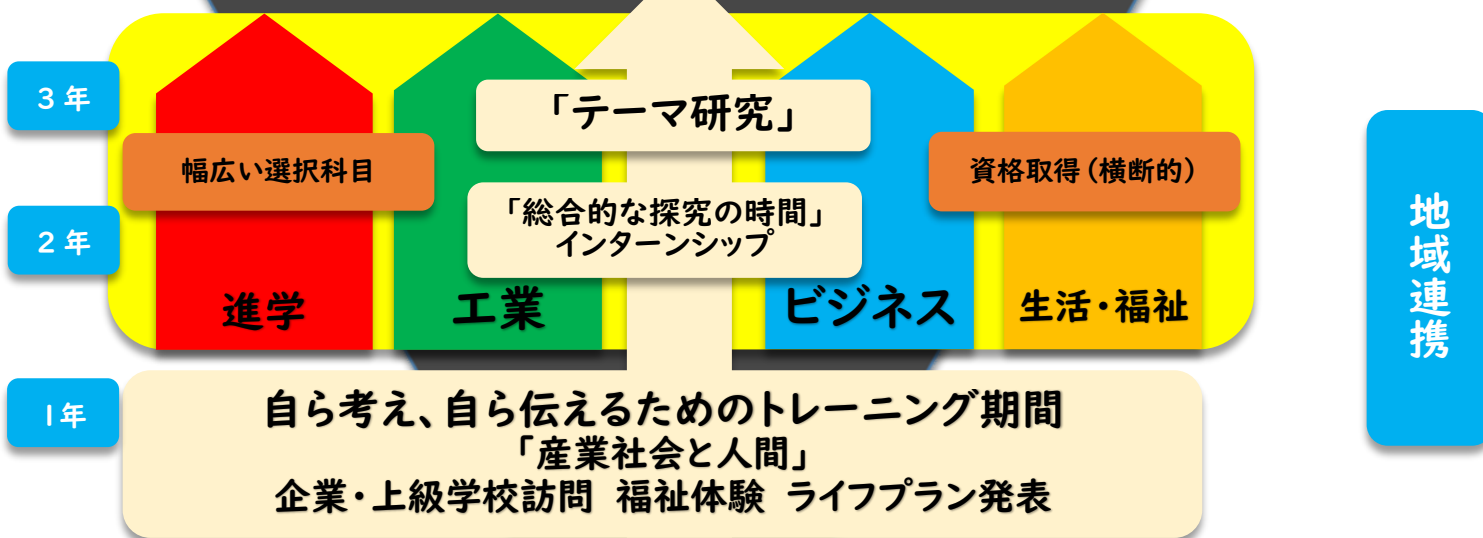 3年
「テーマ研究」
幅広い選択科目
資格取得(横断的)
2年
「総合的な探究の時間」
インターンシップ
進学
工業
ビジネス
生活・福祉
1年
自ら考え、自ら伝えるためのトレーニング期間
「産業社会と人間」
企業・上級学校訪問 福祉体験 ライフプラン発表
地域連携